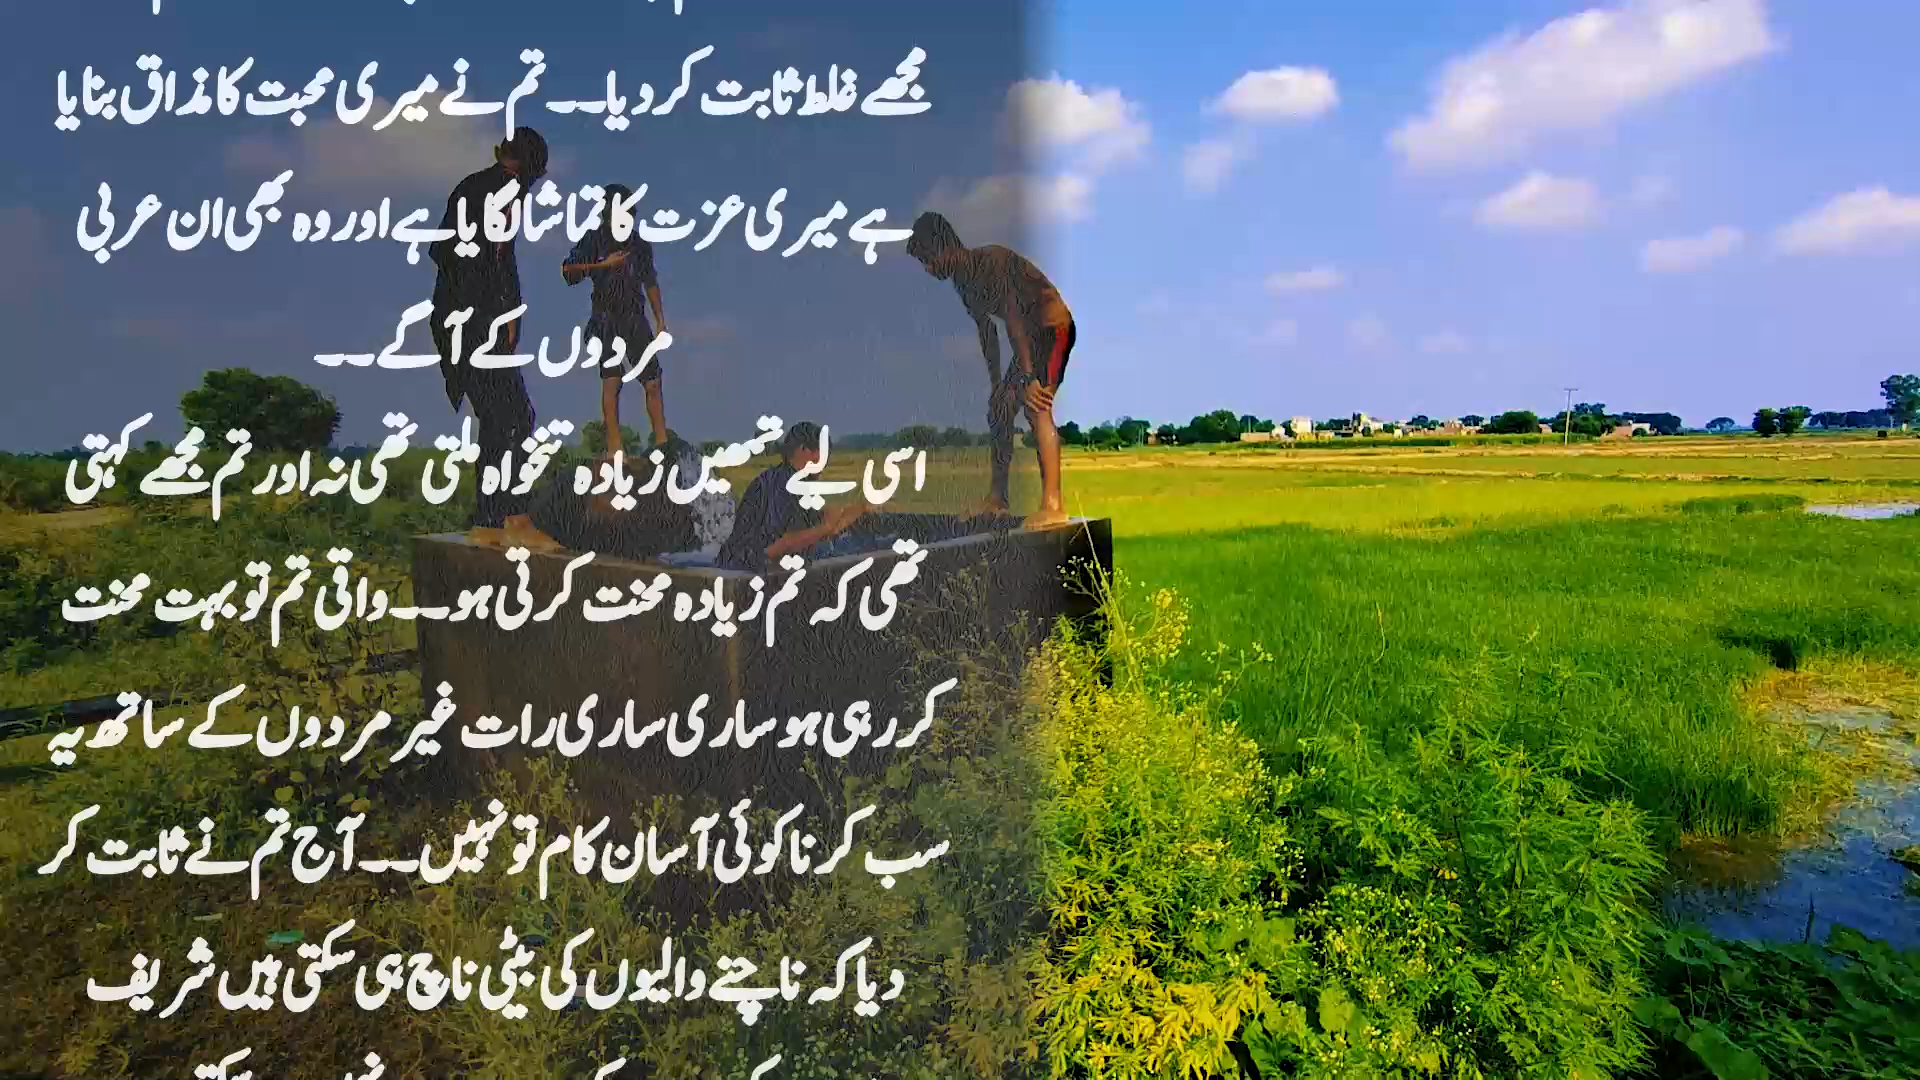 مجھے غلط ثابت کر دیا۔۔ تم نے میری محبت کا مذاق بنایا
ہے میری عزت کا تماشا لگایا ہے اور وہ بھی ان عربی
مردوں کے آگے۔۔
اسی لیے تمہیں زیادہ تنخواہ ملتی تھی نہ اور تم مجھے کہتی
تھی کہ تم زیادہ محنت کرتی ہو۔۔ واقی تم تو بہت محنت
کر رہی ہو ساری ساری رات غیر مردوں کے ساتھ یہ
سب کرنا کوئی آسان کام تو نہیں۔۔ آج تم نے ثابت کر
دیا کہ ناچنے والیوں کی بیٹی ناچ ہی سکتی ہیں شریف